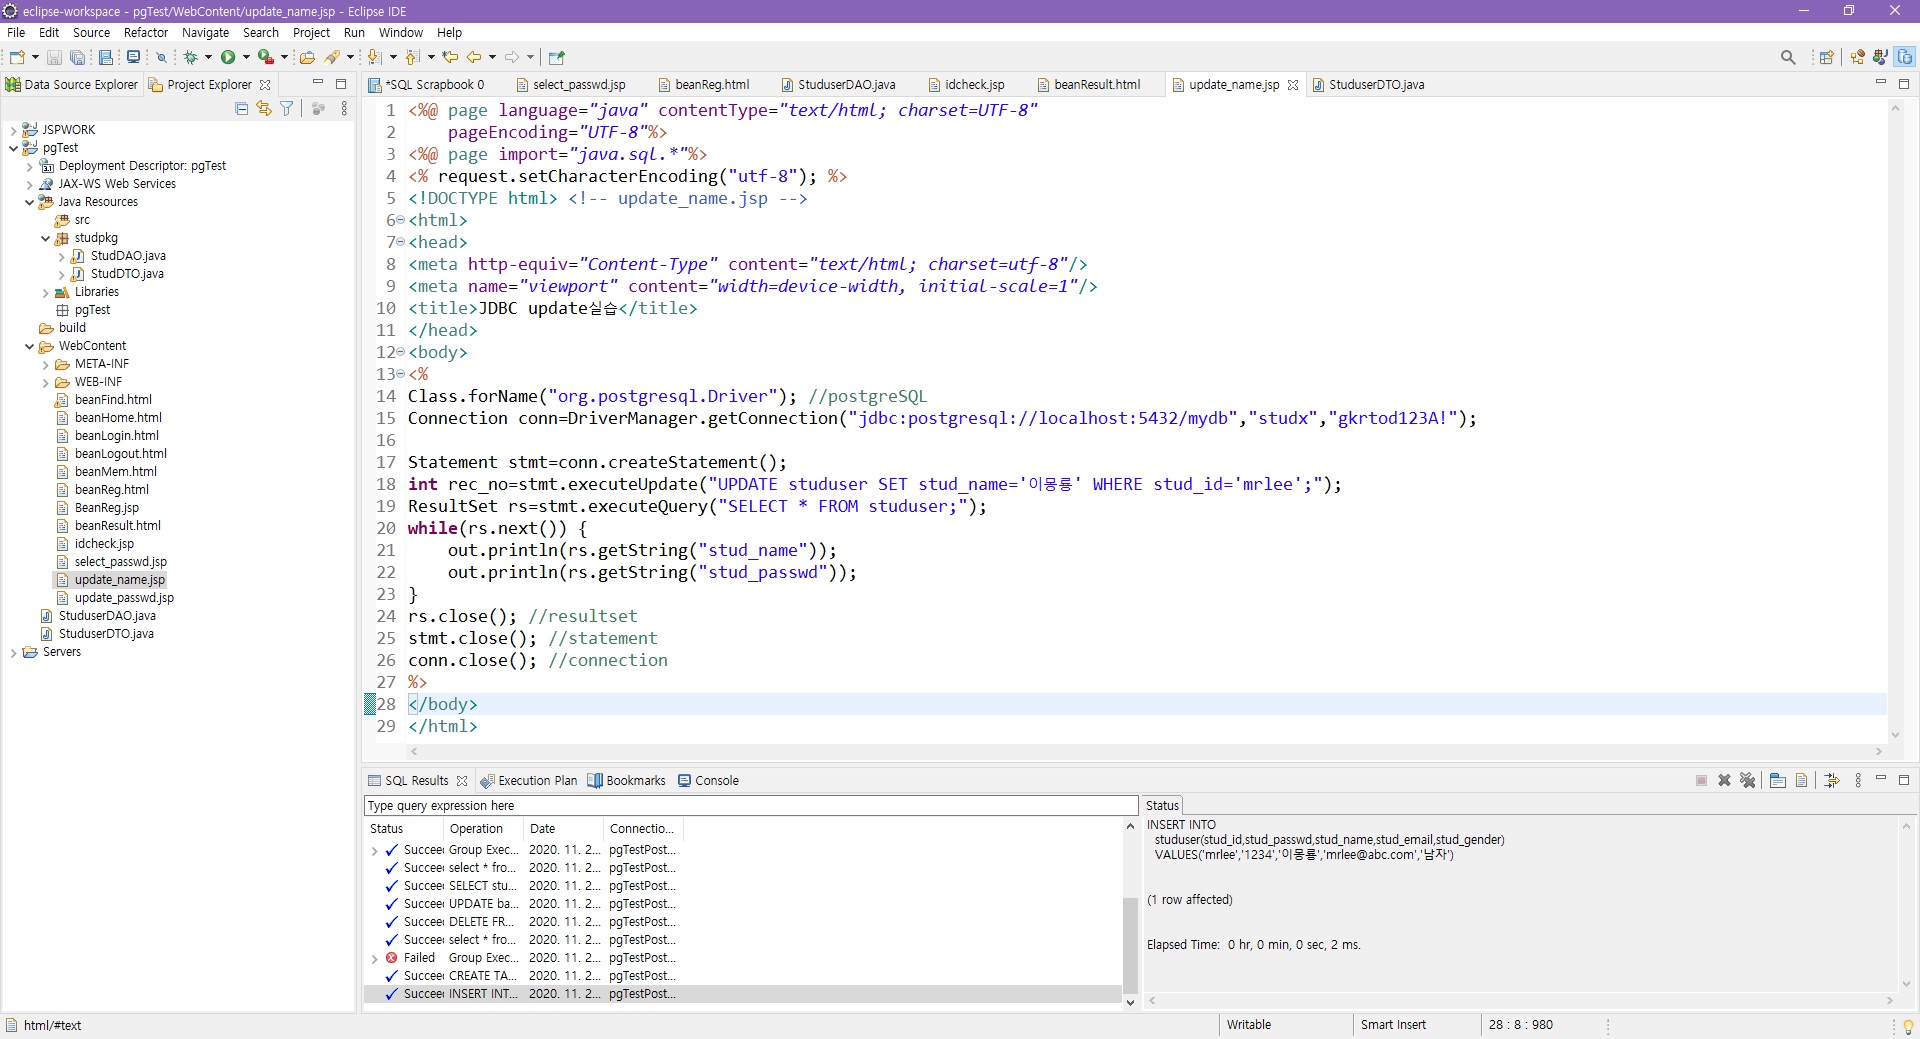 eclipse-workspace - pgTest/WebContent/update_name.jsp - Eclipse IDE
File Edit Source Refactor Navigate Search Project Run Window Help
Data Source Explorer Project Explorer
JSPWORK
pgTest
Deployment Descriptor: pgTest
JAX-WS Web Services
Java Resources
src
studpkg
StudDAO.java
StudDTO.java
Libraries
pgTest
build
WebContent
META-INF
WEB-INF
beanFind.html
beanHome.html
beanLogin.html
beanLogout.html
beanMem.html
beanReg.html
BeanReg.jsp
beanResult.html
idcheck.jsp
select_passwd.jsp
update_name.jsp
update_passwd.jsp
StuduserDAO.java
StuduserDTO.java
Servers
*SQL Scrapbook 0 select_passwd.jsp beanReg.html StuduserDAO.java idcheck.jsp beanResult.html update_name.jsp StuduserDTO.java
1 <%@ page language="java" contentType="text/html; charset=UTF-8"
2 pageEncoding="UTF-8"%>
3 <%@ page import="java.sql.*"%>
4 <% request.setCharacterEncoding("utf-8"); %>
5 <!DOCTYPE html> <!-- update_name.jsp -->
6 <html>
7 <head>
8 <meta http-equiv="Content-Type" content="text/html; charset=utf-8"/>
9 <meta name="viewport" content="width=device-width, initial-scale=1"/>
10 <title>JDBC update실습</title>
11 </head>
12 <body>
13 <%
14 Class.forName("org.postgresql.Driver"); //postgreSQL
15 Connection conn=DriverManager.getConnection("jdbc:postgresql://localhost:5432/mydb","studx","gkrtod123A!");
16
17 Statement stmt=conn.createStatement();
18 int rec_no=stmt.executeUpdate("UPDATE studuser SET stud_name='이몽룡' WHERE stud_id='mrlee';");
19 ResultSet rs=stmt.executeQuery("SELECT * FROM studuser;");
20 while(rs.next()) {
21 out.println(rs.getString("stud_name"));
22 out.println(rs.getString("stud_passwd"));
23 }
24 rs.close(); //resultset
25 stmt.close(); //statement
26 conn.close(); //connection
27 %>
28 </body>
29 </html>
SQL Results Execution Plan Bookmarks Console
Type query expression here
Status Operation Date Connectio...
Succee Group Exec... 2020. 11. 2... pgTestPost...
Succee select * fro... 2020. 11. 2... pgTestPost...
Succee SELECT stu... 2020. 11. 2... pgTestPost...
Succee UPDATE ba... 2020. 11. 2... pgTestPost...
Succee DELETE FR... 2020. 11. 2... pgTestPost...
Succee select * fro... 2020. 11. 2... pgTestPost...
Failed Group Exec... 2020. 11. 2... pgTestPost...
Succee CREATE TA... 2020. 11. 2... pgTestPost...
Succee INSERT INT... 2020. 11. 2... pgTestPost...
Status
INSERT INTO
studuser(stud_id,stud_passwd,stud_name,stud_email,stud_gender)
VALUES('mrlee','1234','이몽룡','mrlee@abc.com','남자')
(1 row affected)
Elapsed Time: 0 hr, 0 min, 0 sec, 2 ms.
html/#text Writable Smart Insert 28 : 8 : 980